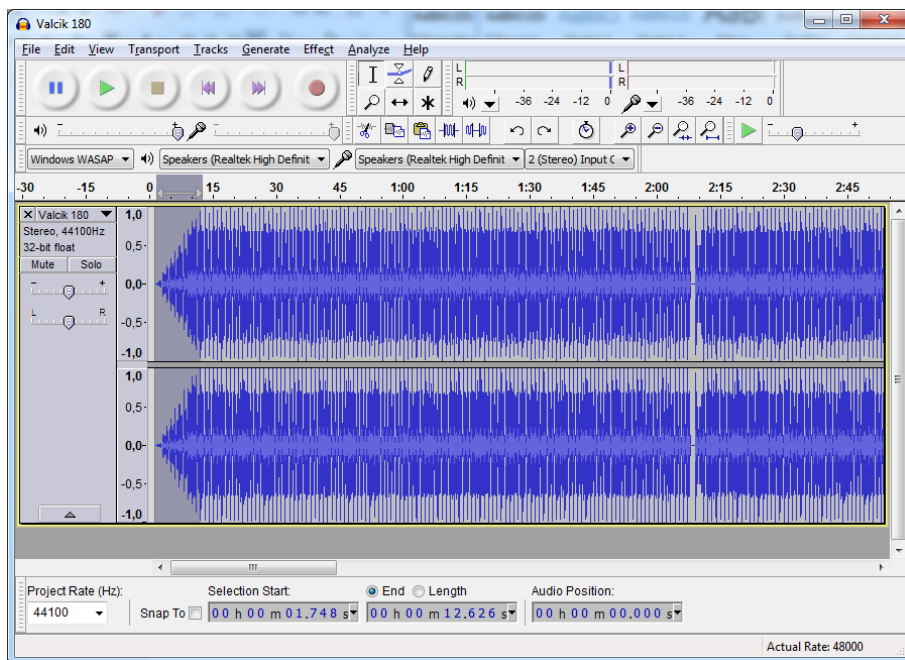 Valcik 180
File Edit View Transport Tracks Generate Effect Analyze Help
L
R
-36 -24 -12 0
L
R
-36 -24 -12 0
- +
Windows WASAP
Speakers (Realtek High Definit
Speakers (Realtek High Definit
2 (Stereo) Input C
-30 -15 0 15 30 45 1:00 1:15 1:30 1:45 2:00 2:15 2:30 2:45
X Valcik 180
Stereo, 44100Hz
32-bit float
Mute Solo
- +
L R
1,0
0,5-
0,0-
-0,5-
-1,0
1,0
0,5-
0,0-
-0,5-
-1,0
Project Rate (Hz): Selection Start: End Length Audio Position:
44100 Snap To 00 h 00 m 01.748 s 00 h 00 m 12.626 s 00 h 00 m 00.000 s
Actual Rate: 48000